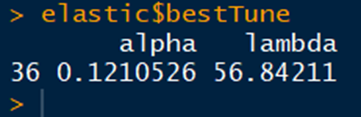 > elastic$bestTune
alpha lambda
36 0.1210526 56.84211
>